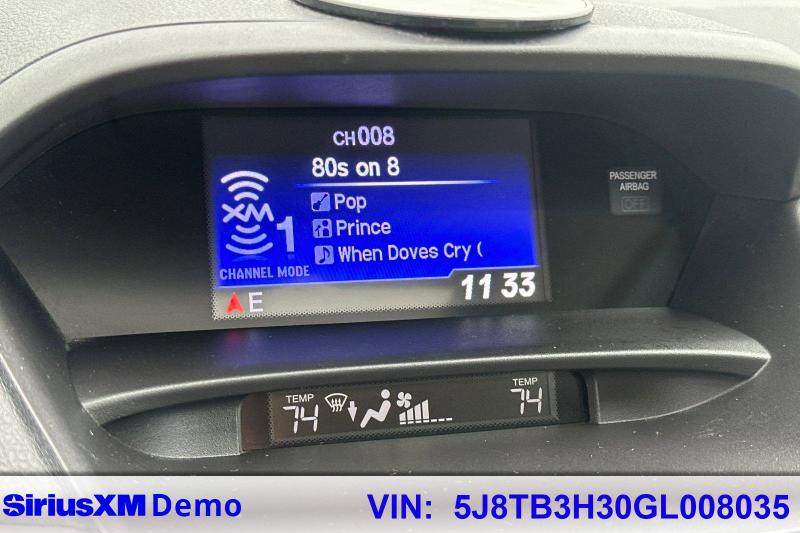 CH008
80s on 8
XM
1
Pop
Prince
When Doves Cry (
CHANNEL MODE
E
11 33
PASSENGER
AIRBAG
OFF
TEMP
74
TEMP
74
SiriusXM Demo
VIN: 5J8TB3H30GL008035